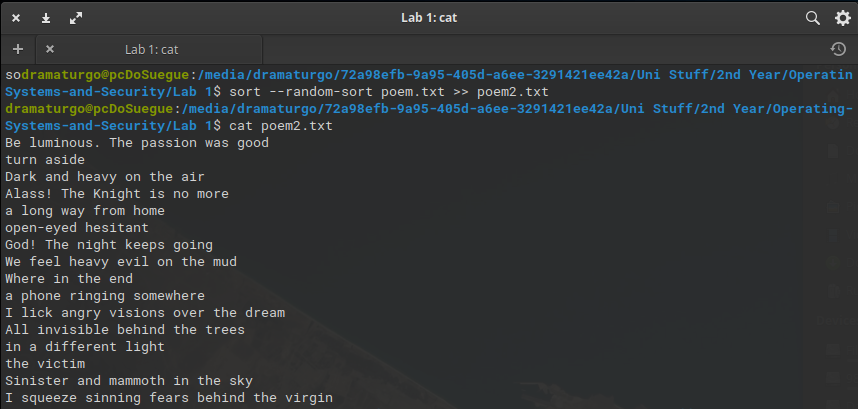 Lab 1: cat
Lab 1: cat
sodramaturgo@pcDoSuegue:/media/dramaturgo/72a98efb-9a95-405d-a6ee-3291421ee42a/Uni Stuff/2nd Year/Operatin
Systems-and-Security/Lab 1$ sort --random-sort poem.txt >> poem2.txt
dramaturgo@pcDoSuegue:/media/dramaturgo/72a98efb-9a95-405d-a6ee-3291421ee42a/Uni Stuff/2nd Year/Operating-
Systems-and-Security/Lab 1$ cat poem2.txt
Be luminous. The passion was good
turn aside
Dark and heavy on the air
Alass! The Knight is no more
a long way from home
open-eyed hesitant
God! The night keeps going
We feel heavy evil on the mud
Where in the end
a phone ringing somewhere
I lick angry visions over the dream
All invisible behind the trees
in a different light
the victim
Sinister and mammoth in the sky
I squeeze sinning fears behind the virgin